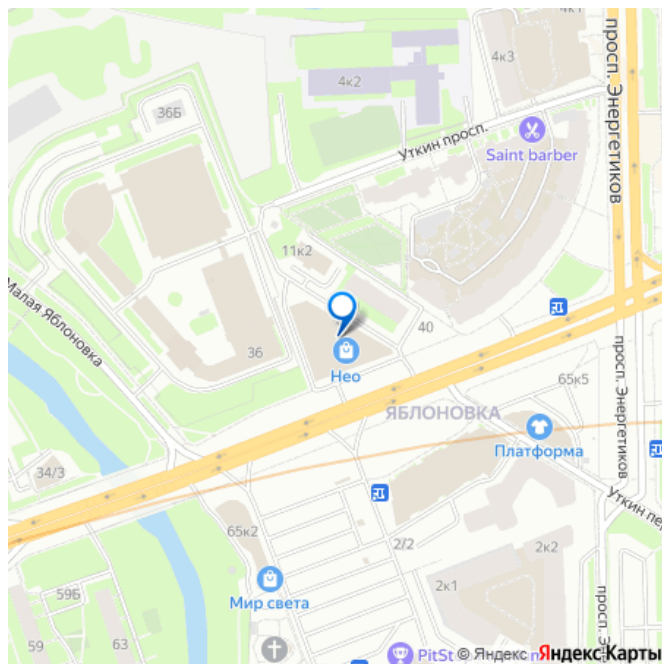 4к1
4к3
просп. Энергетиков
4к2
36Б
Уткин просп.
Saint barber
11к2
Малая Яблоновка
40
36
Нео
просп. Энергетиков
65к5
ЯБЛОНОВКА
Платформа
34/3
Уткин пер
65к2
2/2
2к2
2к1
59Б
Мир света
просп. Эне
59
63
PitSt
© Яндекс Яндекс Карты